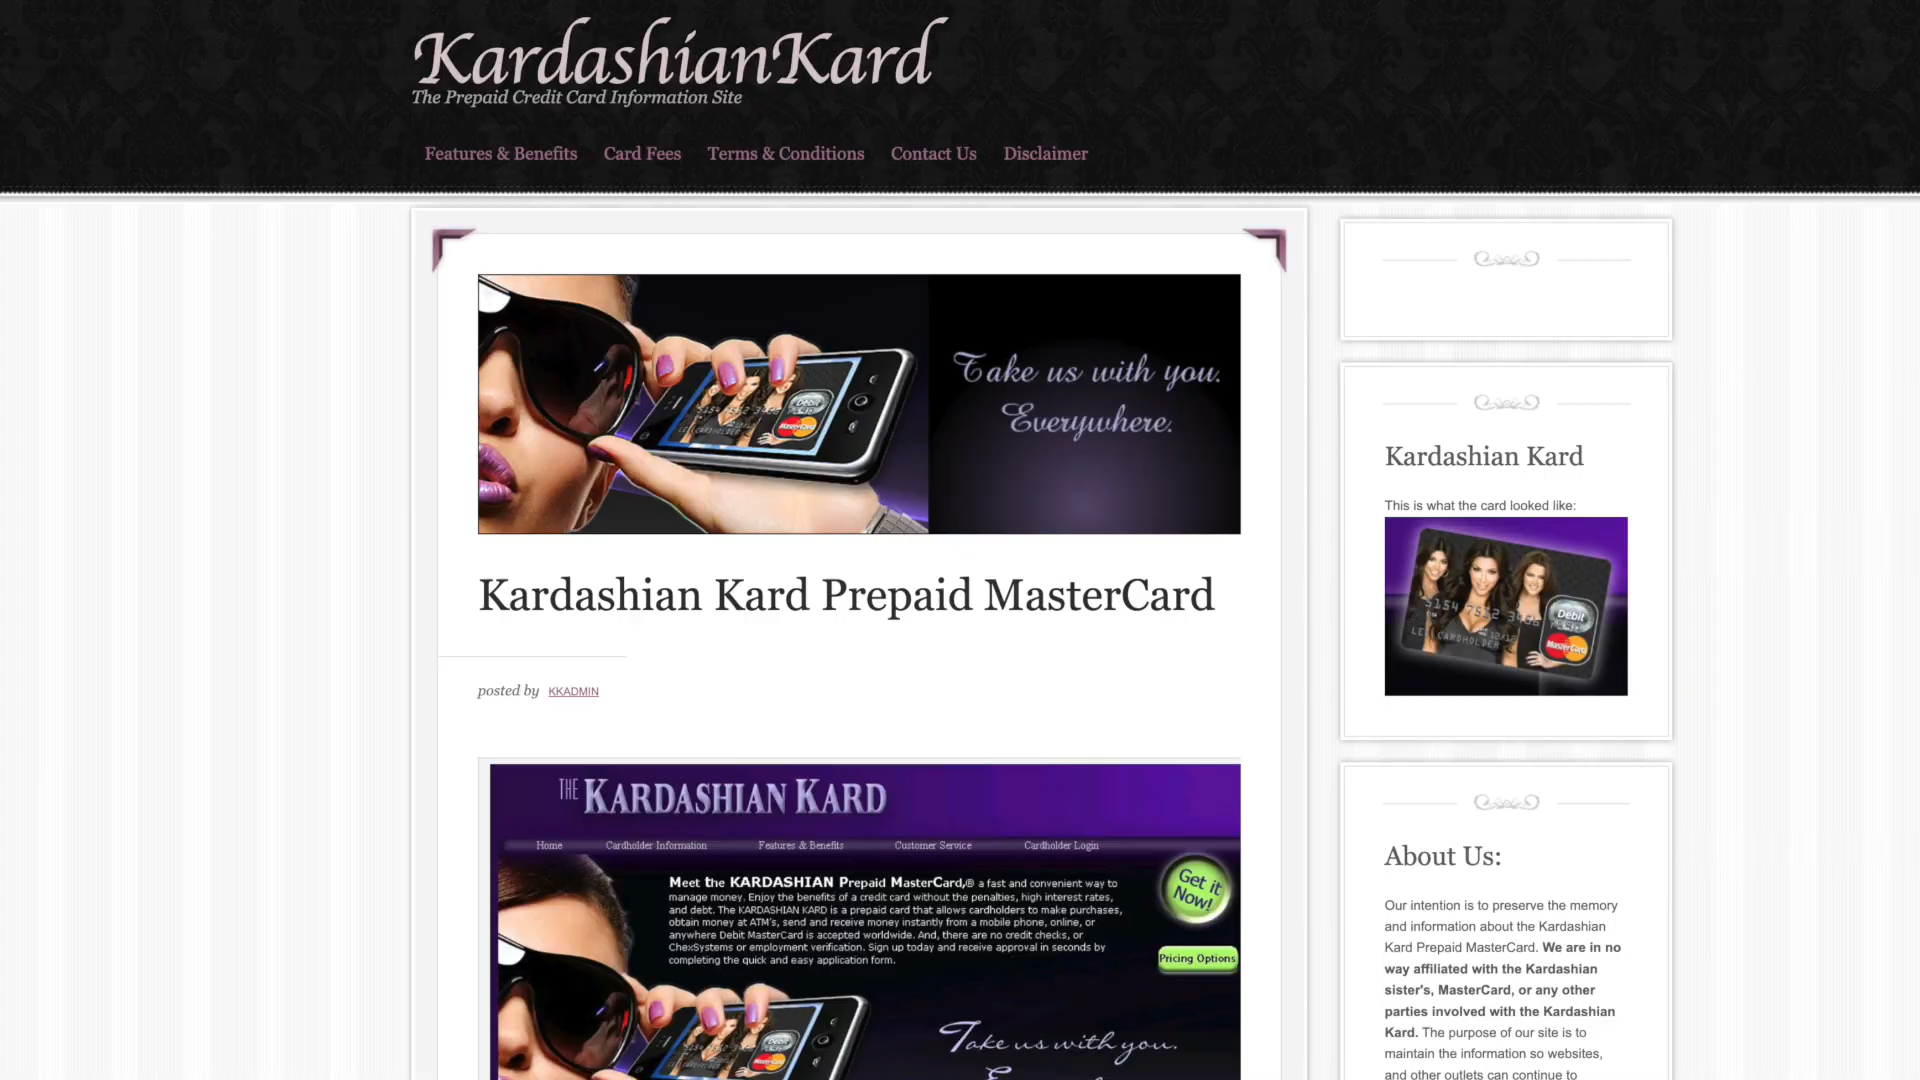 KardashianKard
The Prepaid Credit Card Information Site
Features & Benefits Card Fees Terms & Conditions Contact Us Disclaimer
Take us with you.
Everywhere.
Kardashian Kard Prepaid MasterCard
posted by KKADMIN
THE KARDASHIAN KARD
Home Cardholder Information Features & Benefits Customer Service Cardholder Login
Meet the KARDASHIAN Prepaid MasterCard,® a fast and convenient way to
manage money. Enjoy the benefits of a credit card without the penalties, high interest rates,
and debt. The KARDASHIAN KARD is a prepaid card that allows cardholders to make purchases,
obtain money at ATM's, send and receive money instantly from a mobile phone, online, or
anywhere Debit MasterCard is accepted worldwide. And, there are no credit checks, or
ChexSystems or employment verification. Sign up today and receive approval in seconds by
completing the quick and easy application form.
Get it
Now!
Pricing Options
Take us with you.
Debit
MasterCard
Kardashian Kard
This is what the card looked like:
5154 7512 3456
Debit
CARDHOLDER
MasterCard
About Us:
Our intention is to preserve the memory
and information about the Kardashian
Kard Prepaid MasterCard. We are in no
way affiliated with the Kardashian
sister's, MasterCard, or any other
parties involved with the Kardashian
Kard. The purpose of our site is to
maintain the information so websites,
and other outlets can continue to